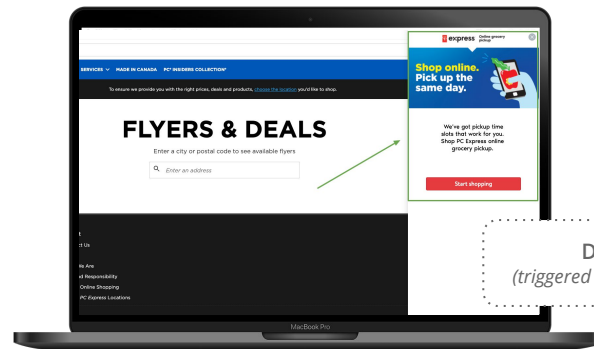 express Online grocery pickup
Shop online.
Pick up the
same day.
We've got pickup time
slots that work for you.
Shop PC Express online
grocery pickup.
Start shopping
SERVICES MADE IN CANADA PC® INSIDERS COLLECTION®
To ensure we provide you with the right prices, deals and products, choose the location you'd like to shop.
FLYERS & DEALS
Enter a city or postal code to see available flyers
Enter an address
ct Us
We Are
d Responsibility
Online Shopping
PC Express Locations
D
(triggered
MacBook Pro